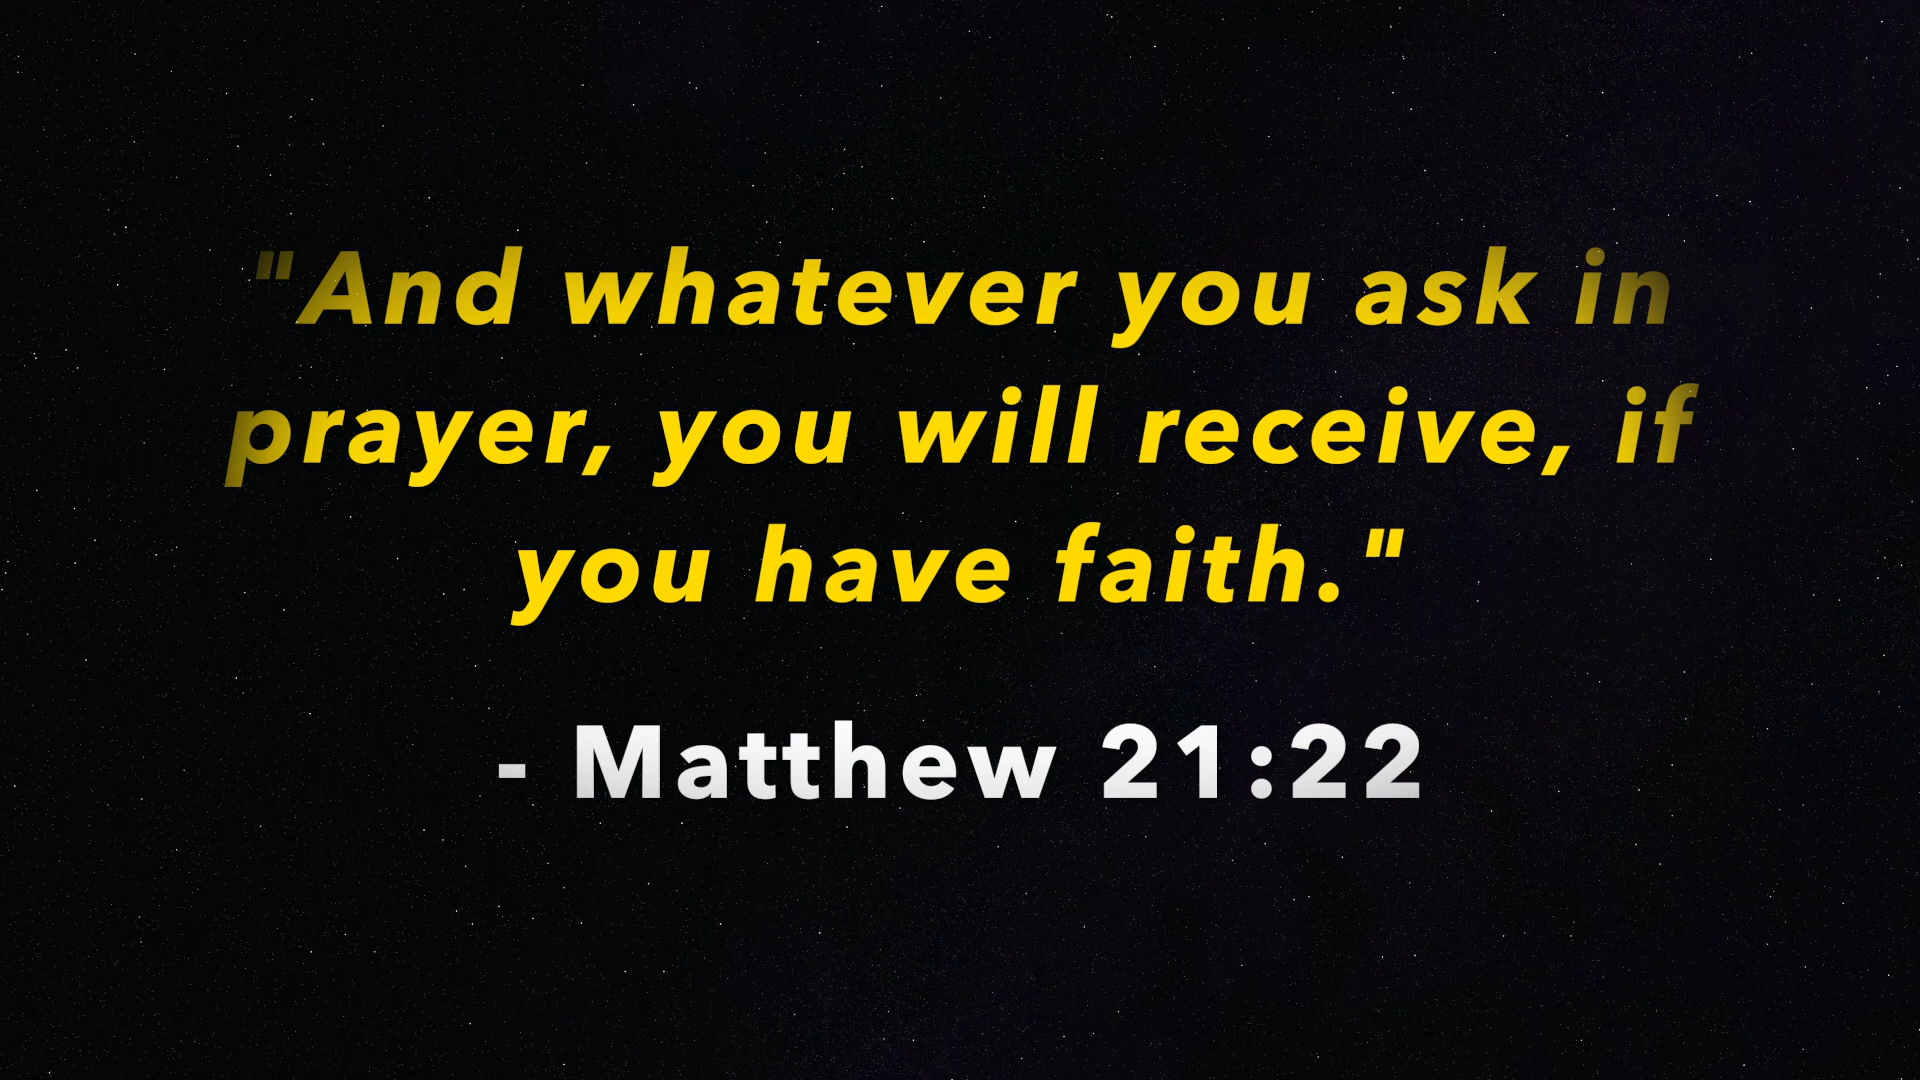 "And whatever you ask in
prayer, you will receive, if
you have faith."
- Matthew 21:22